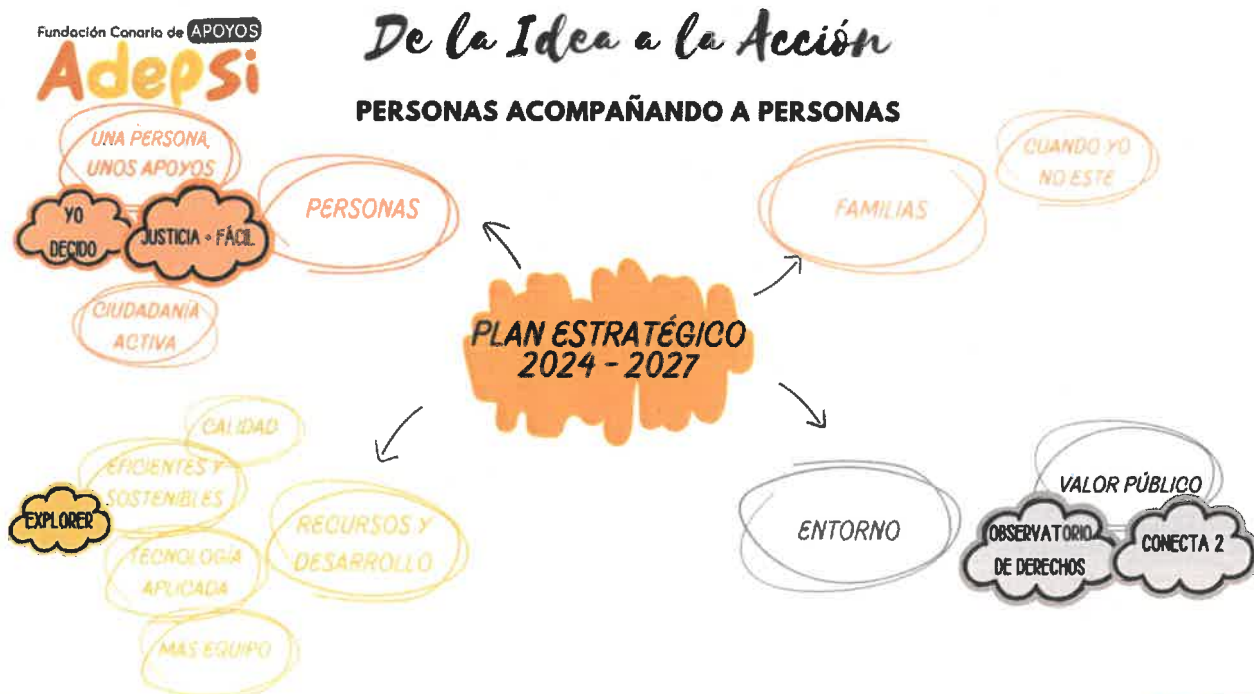 Fundación Canaria de APOYOS
Adepsi
De la Idea a la Acción
PERSONAS ACOMPAÑANDO A PERSONAS
UNA PERSONA,
UNOS APOYOS
YO
DECIDO
JUSTICIA + FÁCIL
CIUDADANÍA
ACTIVA
PERSONAS
FAMILIAS
CUANDO YO
NO ESTE
PLAN ESTRATÉGICO
2024 - 2027
CALIDAD
EFICIENTES Y
SOSTENIBLES
EXPLORER
TECNOLOGÍA
APLICADA
MAS EQUIPO
RECURSOS Y
DESARROLLO
ENTORNO
VALOR PÚBLICO
OBSERVATORIO
DE DERECHOS
CONECTA 2